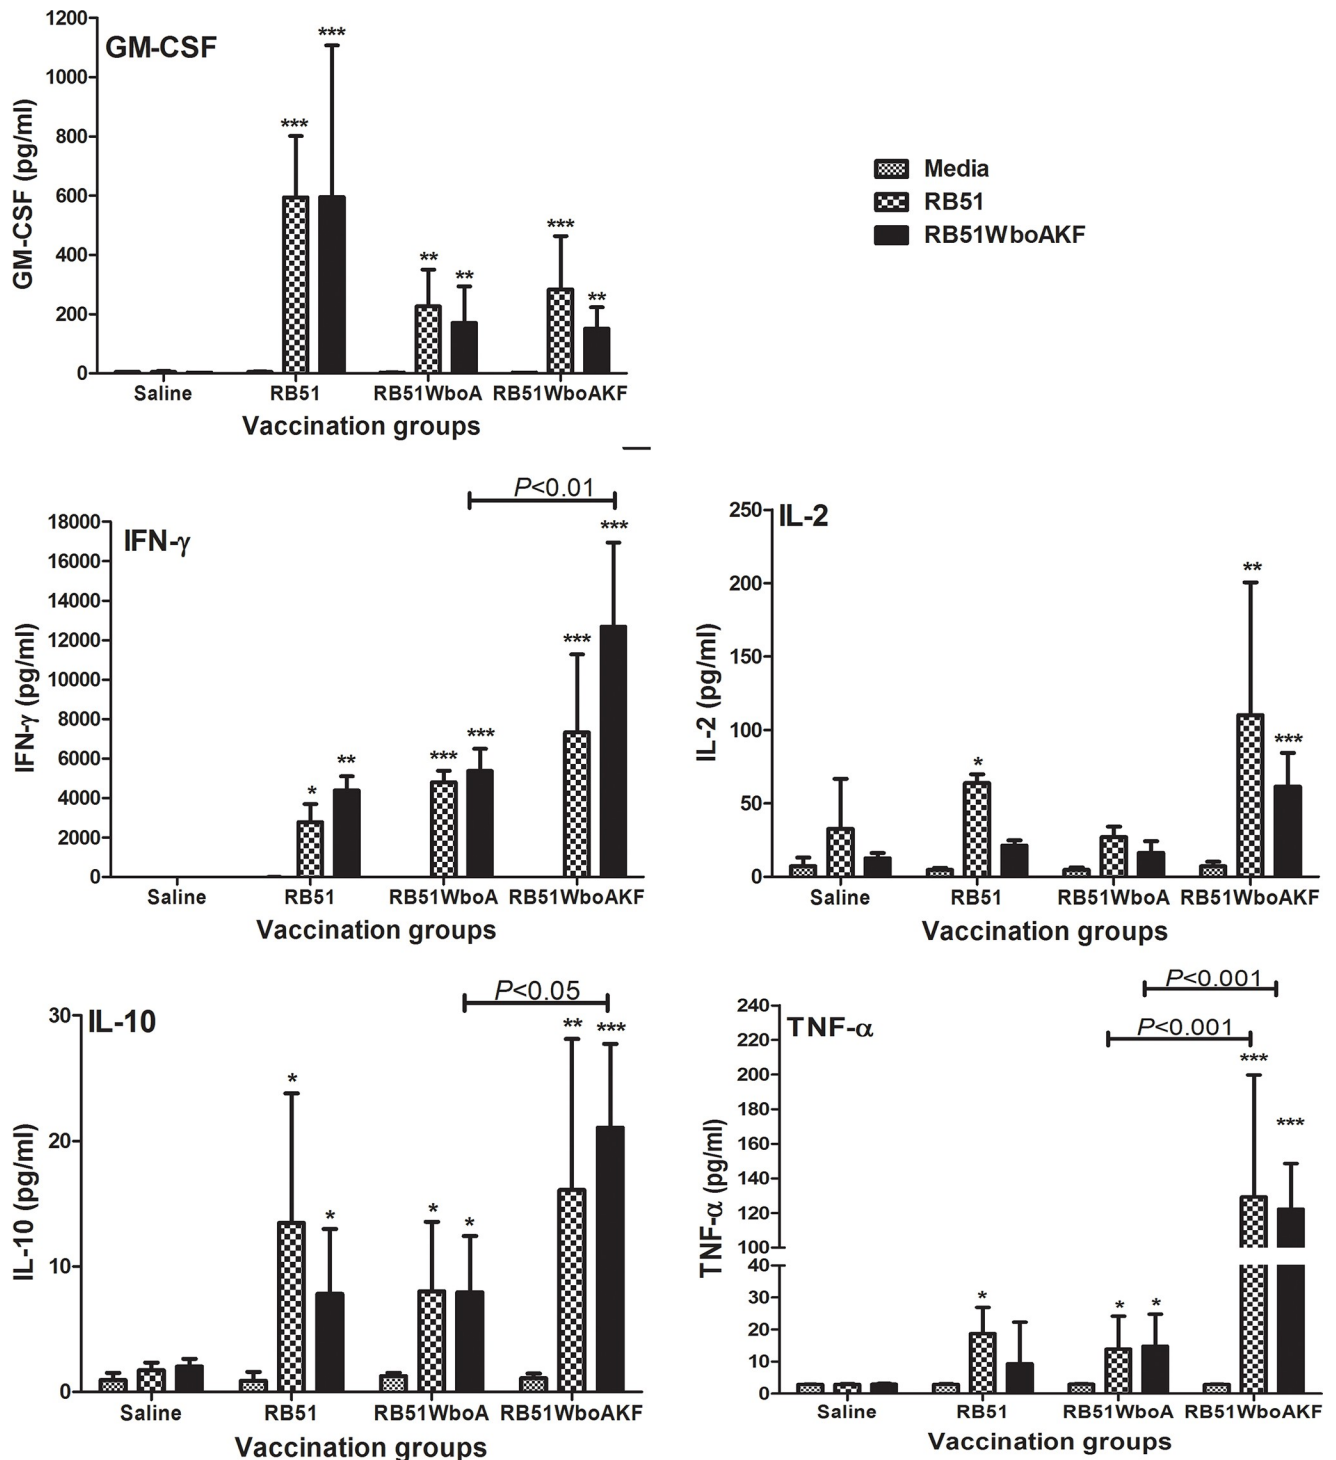 GM-CSF
GM-CSF (pg/ml)
1200
1000
800
600
400
200
0
***
***
**
**
***
**
Saline RB51 RB51WboA RB51WboAKF
Vaccination groups
Media
RB51
RB51WboAKF
P<0.01
IFN-γ
IFN-γ (pg/ml)
18000
16000
14000
12000
10000
8000
6000
4000
2000
0
*
**
***
***
***
***
Saline RB51 RB51WboA RB51WboAKF
Vaccination groups
IL-2
IL-2 (pg/ml)
250
200
150
100
50
0
*
**
***
Saline RB51 RB51WboA RB51WboAKF
Vaccination groups
P<0.05
IL-10
IL-10 (pg/ml)
30
20
10
0
*
*
*
*
**
***
Saline RB51 RB51WboA RB51WboAKF
Vaccination groups
P<0.001
P<0.001
TNF-α
TNF-α (pg/ml)
240
220
200
180
160
140
120
100
40
30
20
10
0
*
*
*
***
***
Saline RB51 RB51WboA RB51WboAKF
Vaccination groups